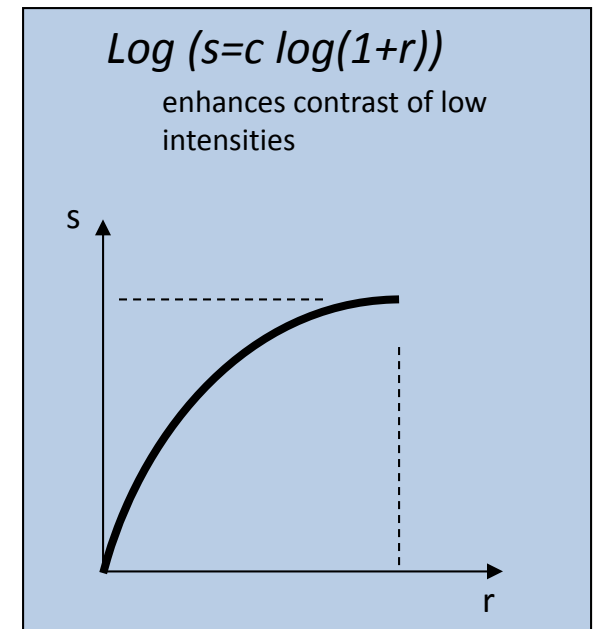 Log (s=c log(1+r))
enhances contrast of low
intensities
s
r